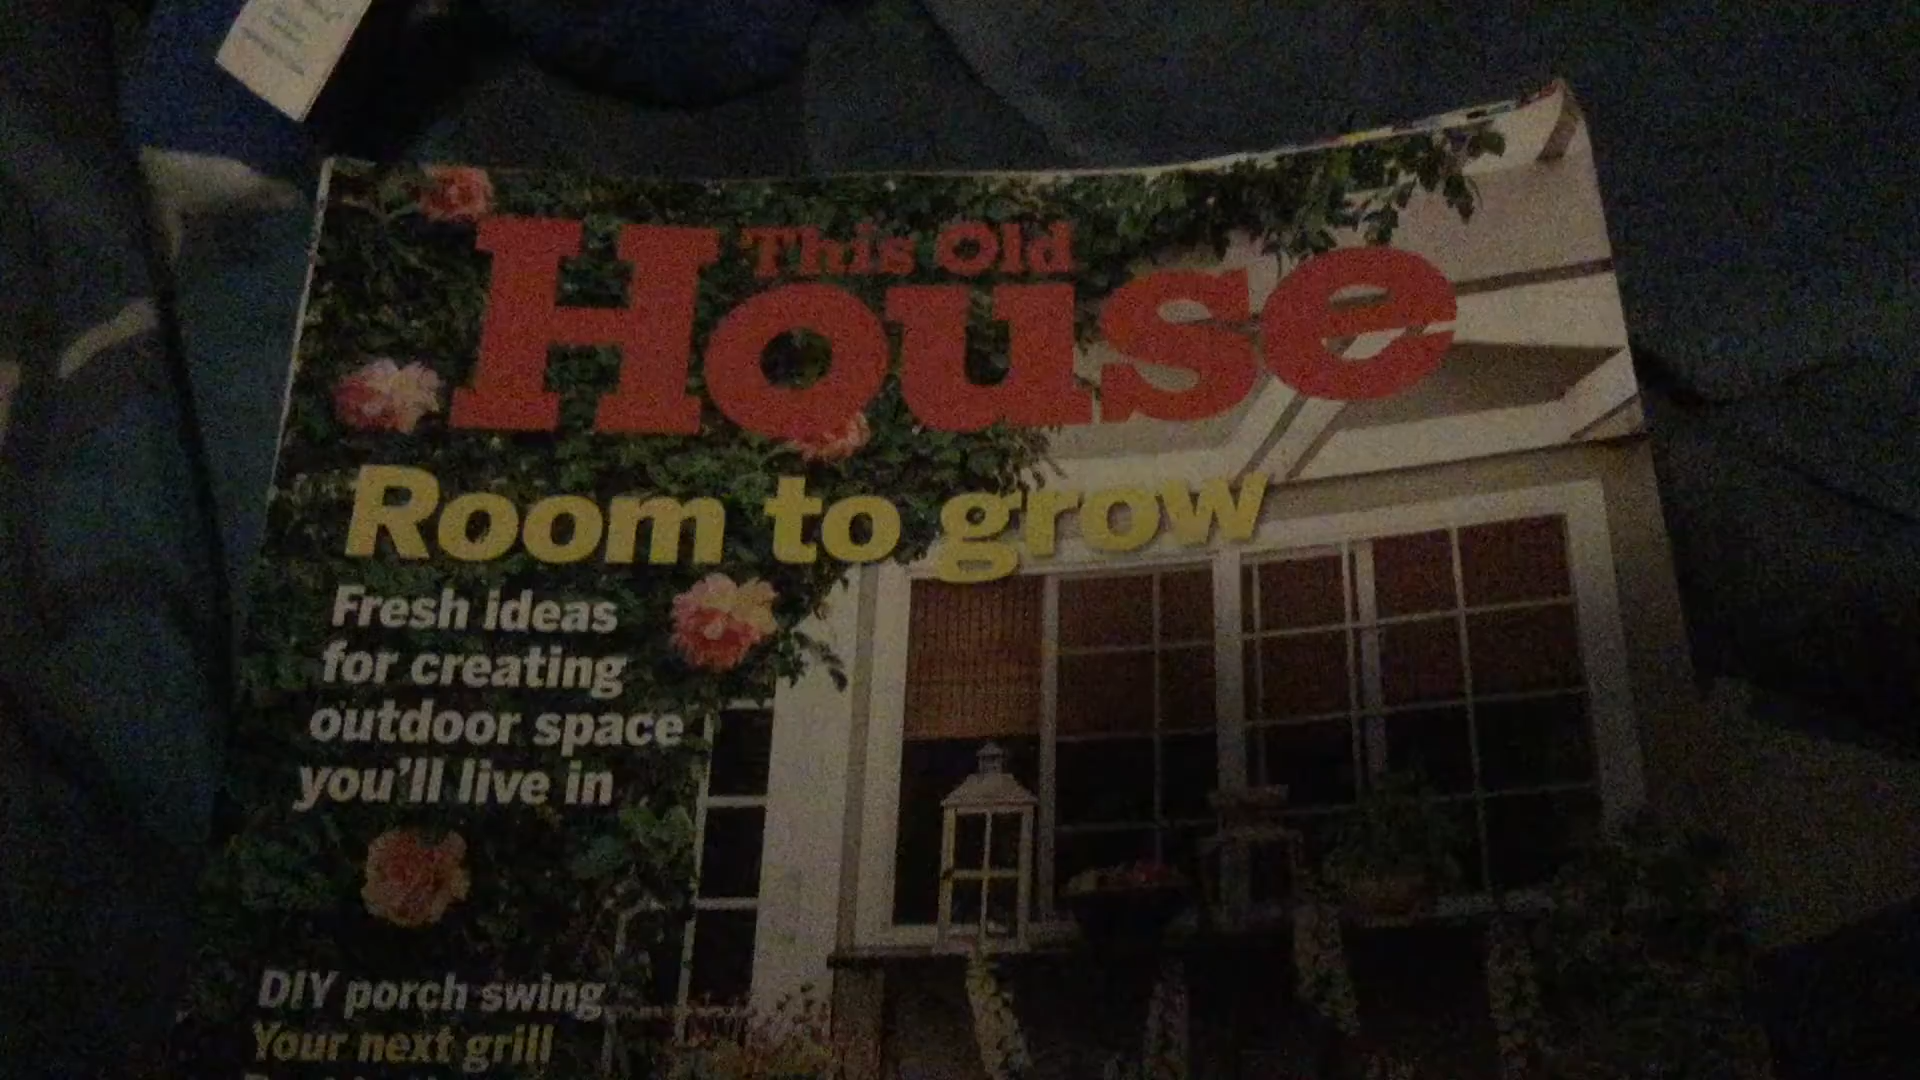 This Old
House
Room to grow
Fresh ideas
for creating
outdoor space
you'll live in
DIY porch swing
Your next grill